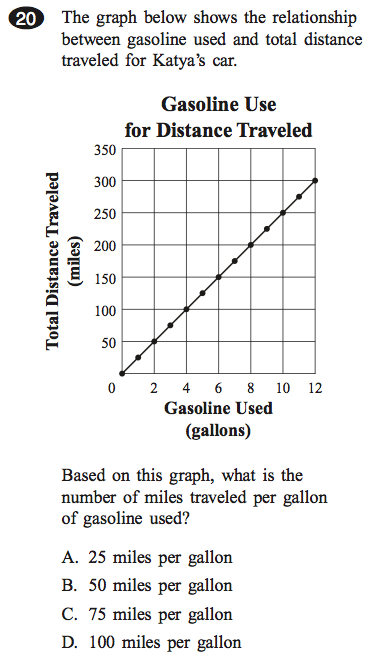 20 The graph below shows the relationship
between gasoline used and total distance
traveled for Katya’s car.
Gasoline Use
for Distance Traveled
Total Distance Traveled
(miles)
350
300
250
200
150
100
50
0 2 4 6 8 10 12
Gasoline Used
(gallons)
Based on this graph, what is the
number of miles traveled per gallon
of gasoline used?
A. 25 miles per gallon
B. 50 miles per gallon
C. 75 miles per gallon
D. 100 miles per gallon